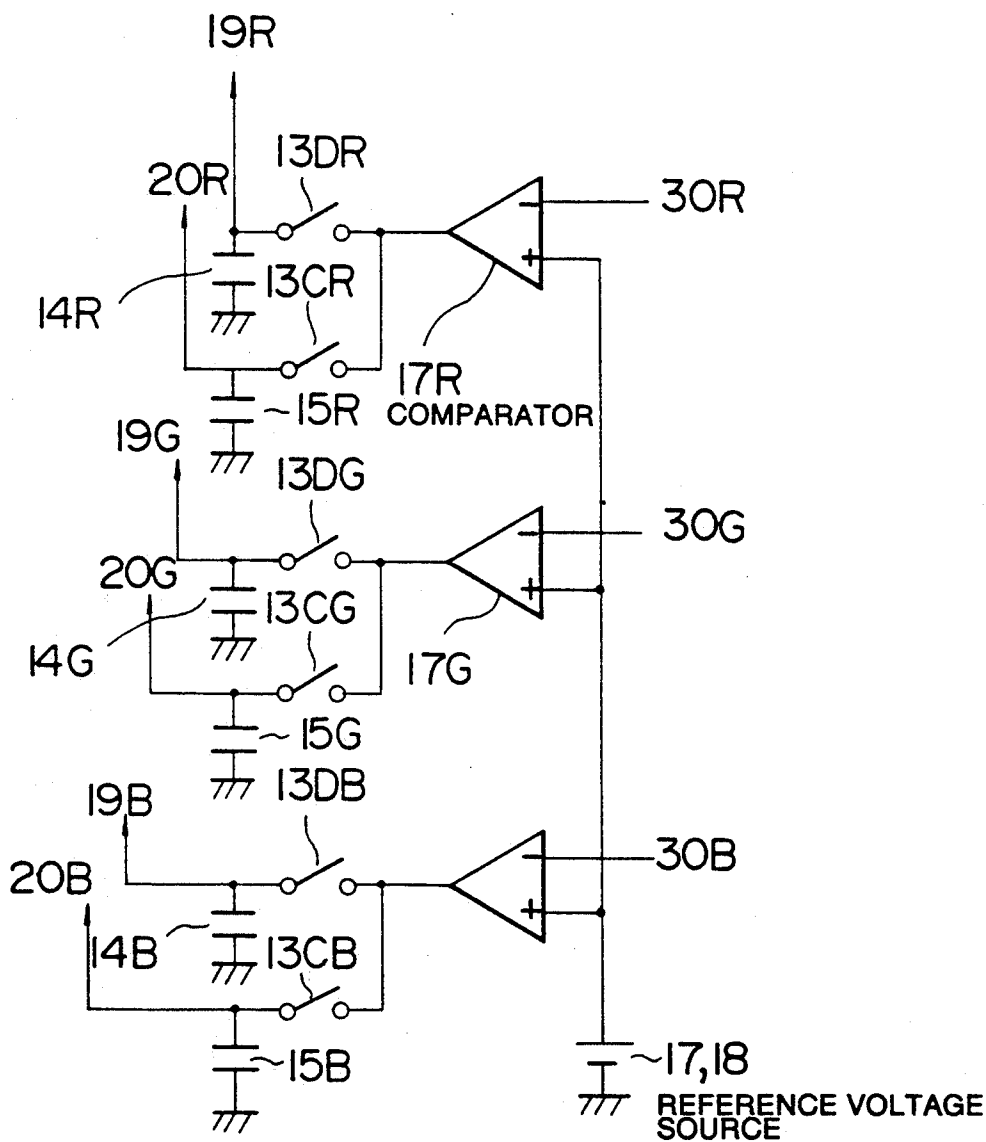 19R
13DR
20R
30R
−
+
13CR
14R
17R
COMPARATOR
15R
19G
13DG
30G
−
20G
+
13CG
14G
17G
15G
13DB
19B
30B
−
20B
+
14B
13CB
15B
17,18
REFERENCE VOLTAGE
SOURCE